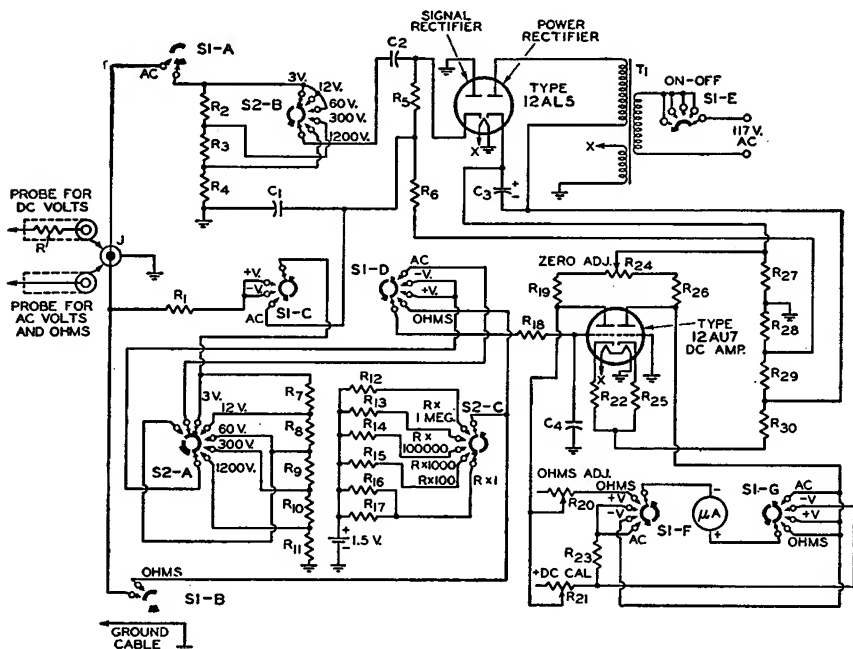 SIGNAL
RECTIFIER
POWER
RECTIFIER
S1-A
AC
C2
3V.
12V.
60V.
300V.
1200V.
S2-B
R2
R3
R4
R5
R6
C1
TYPE
12AL5
X
C3
+
-
T1
X
ON-OFF
S1-E
117V.
AC
PROBE FOR
DC VOLTS
R
J
PROBE FOR
AC VOLTS
AND OHMS
R1
+V.
-V.
AC
S1-C
S1-D
AC
-V.
+V.
OHMS
ZERO ADJ.
R24
R19
R26
R27
R28
R29
R30
R18
TYPE
12AU7
DC AMP.
X
R22
R25
C4
3V.
12V.
60V.
300V.
1200V.
S2-A
R7
R8
R9
R10
R11
R12
R13
R14
R15
R16
R17
+
-
1.5 V.
R×
1 MEG.
R×
100000
R×1000
R×100
R×1
S2-C
OHMS ADJ.
R20
OHMS
+V
-V.
AC
S1-F
-
μA
+
S1-G
AC
-V
+V
OHMS
R23
+DC CAL
R21
OHMS
S1-B
GROUND
CABLE